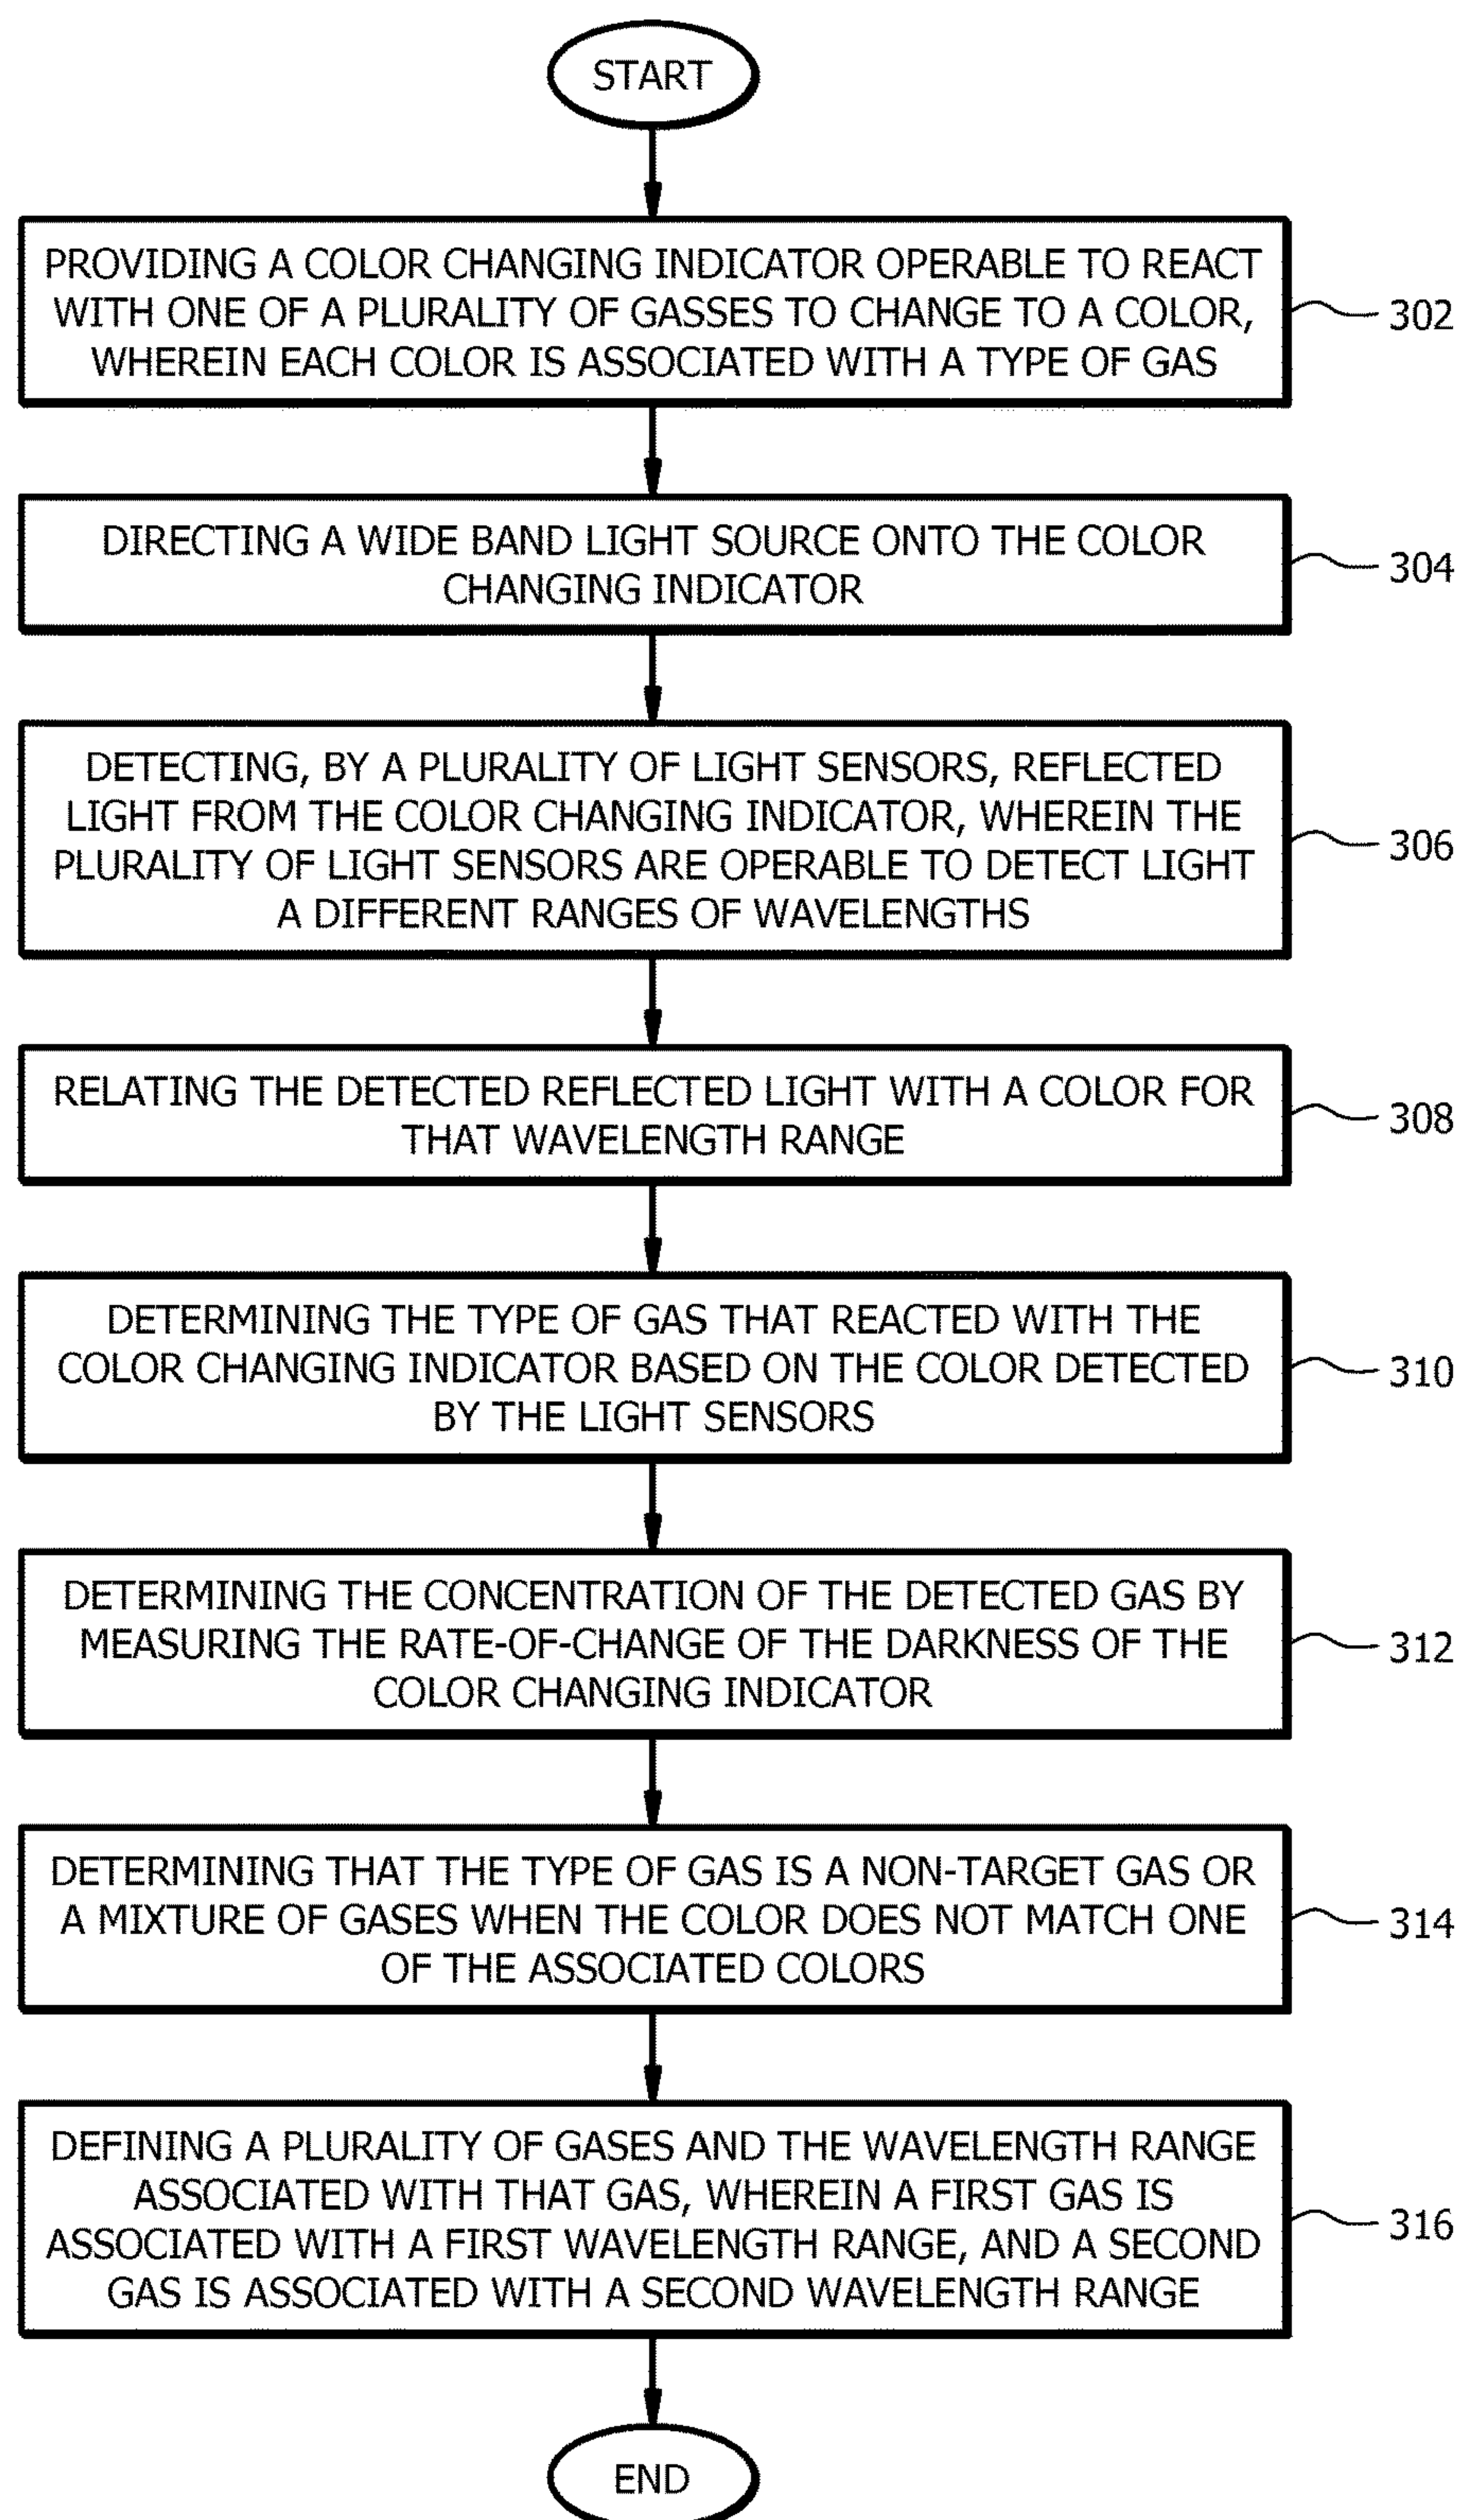 START
PROVIDING A COLOR CHANGING INDICATOR OPERABLE TO REACT
WITH ONE OF A PLURALITY OF GASSES TO CHANGE TO A COLOR,
WHEREIN EACH COLOR IS ASSOCIATED WITH A TYPE OF GAS
302
DIRECTING A WIDE BAND LIGHT SOURCE ONTO THE COLOR
CHANGING INDICATOR
304
DETECTING, BY A PLURALITY OF LIGHT SENSORS, REFLECTED
LIGHT FROM THE COLOR CHANGING INDICATOR, WHEREIN THE
PLURALITY OF LIGHT SENSORS ARE OPERABLE TO DETECT LIGHT
A DIFFERENT RANGES OF WAVELENGTHS
306
RELATING THE DETECTED REFLECTED LIGHT WITH A COLOR FOR
THAT WAVELENGTH RANGE
308
DETERMINING THE TYPE OF GAS THAT REACTED WITH THE
COLOR CHANGING INDICATOR BASED ON THE COLOR DETECTED
BY THE LIGHT SENSORS
310
DETERMINING THE CONCENTRATION OF THE DETECTED GAS BY
MEASURING THE RATE-OF-CHANGE OF THE DARKNESS OF THE
COLOR CHANGING INDICATOR
312
DETERMINING THAT THE TYPE OF GAS IS A NON-TARGET GAS OR
A MIXTURE OF GASES WHEN THE COLOR DOES NOT MATCH ONE
OF THE ASSOCIATED COLORS
314
DEFINING A PLURALITY OF GASES AND THE WAVELENGTH RANGE
ASSOCIATED WITH THAT GAS, WHEREIN A FIRST GAS IS
ASSOCIATED WITH A FIRST WAVELENGTH RANGE, AND A SECOND
GAS IS ASSOCIATED WITH A SECOND WAVELENGTH RANGE
316
END